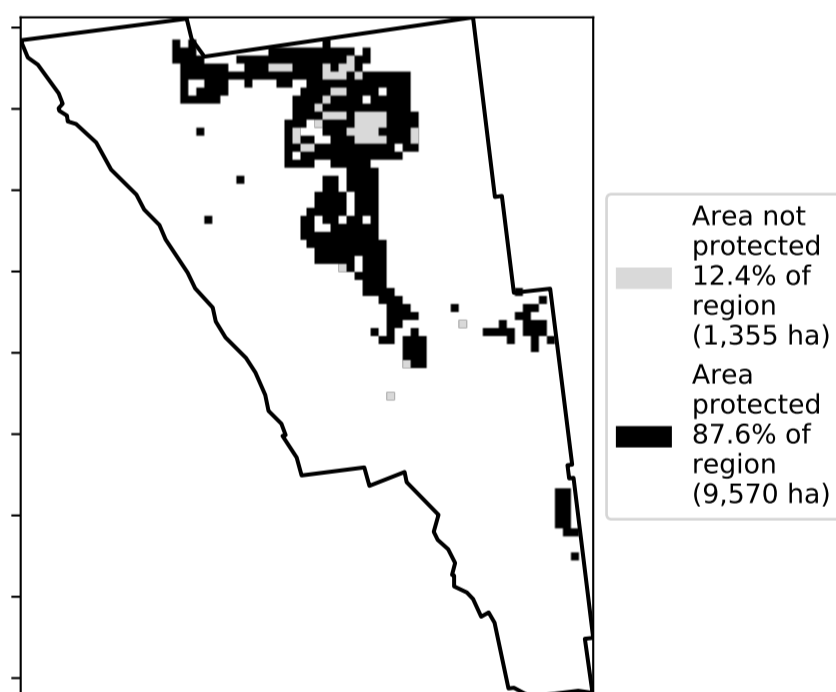 Area not
protected
12.4% of
region
(1,355 ha)
Area
protected
87.6% of
region
(9,570 ha)